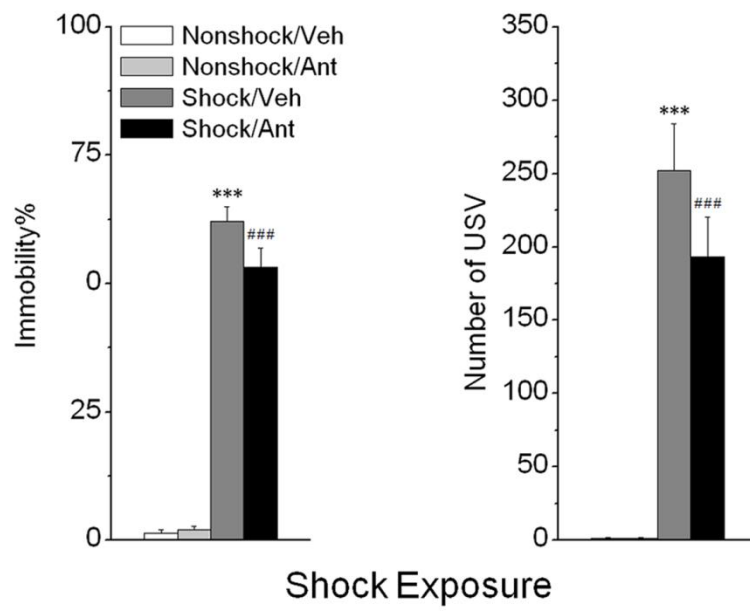 100
75
0
25
0
Immobility%
Nonshock/Veh
Nonshock/Ant
Shock/Veh
Shock/Ant
***
###
350
300
250
200
150
100
50
0
Number of USV
***
###
Shock Exposure